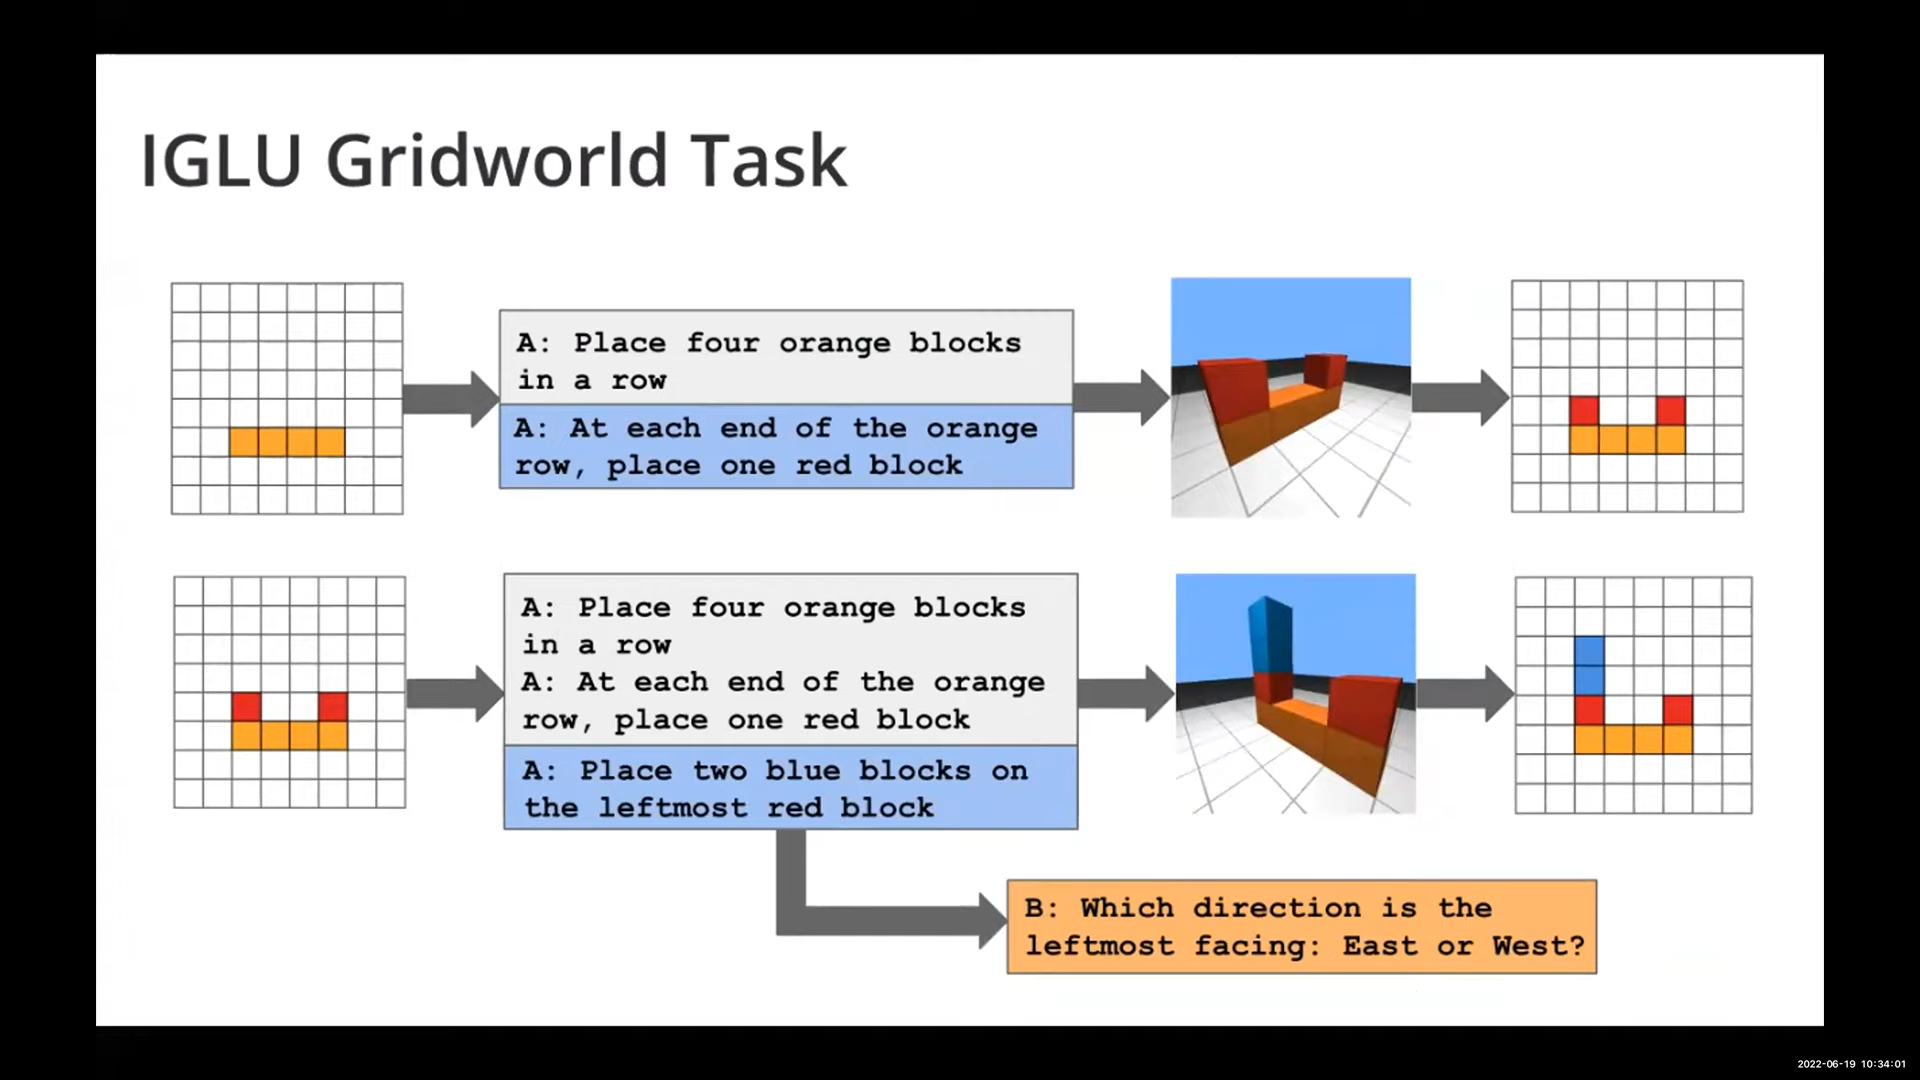 IGLU Gridworld Task
A: Place four orange blocks
in a row
A: At each end of the orange
row, place one red block
A: Place four orange blocks
in a row
A: At each end of the orange
row, place one red block
A: Place two blue blocks on
the leftmost red block
B: Which direction is the
leftmost facing: East or West?
2022-06-19 10:34:01